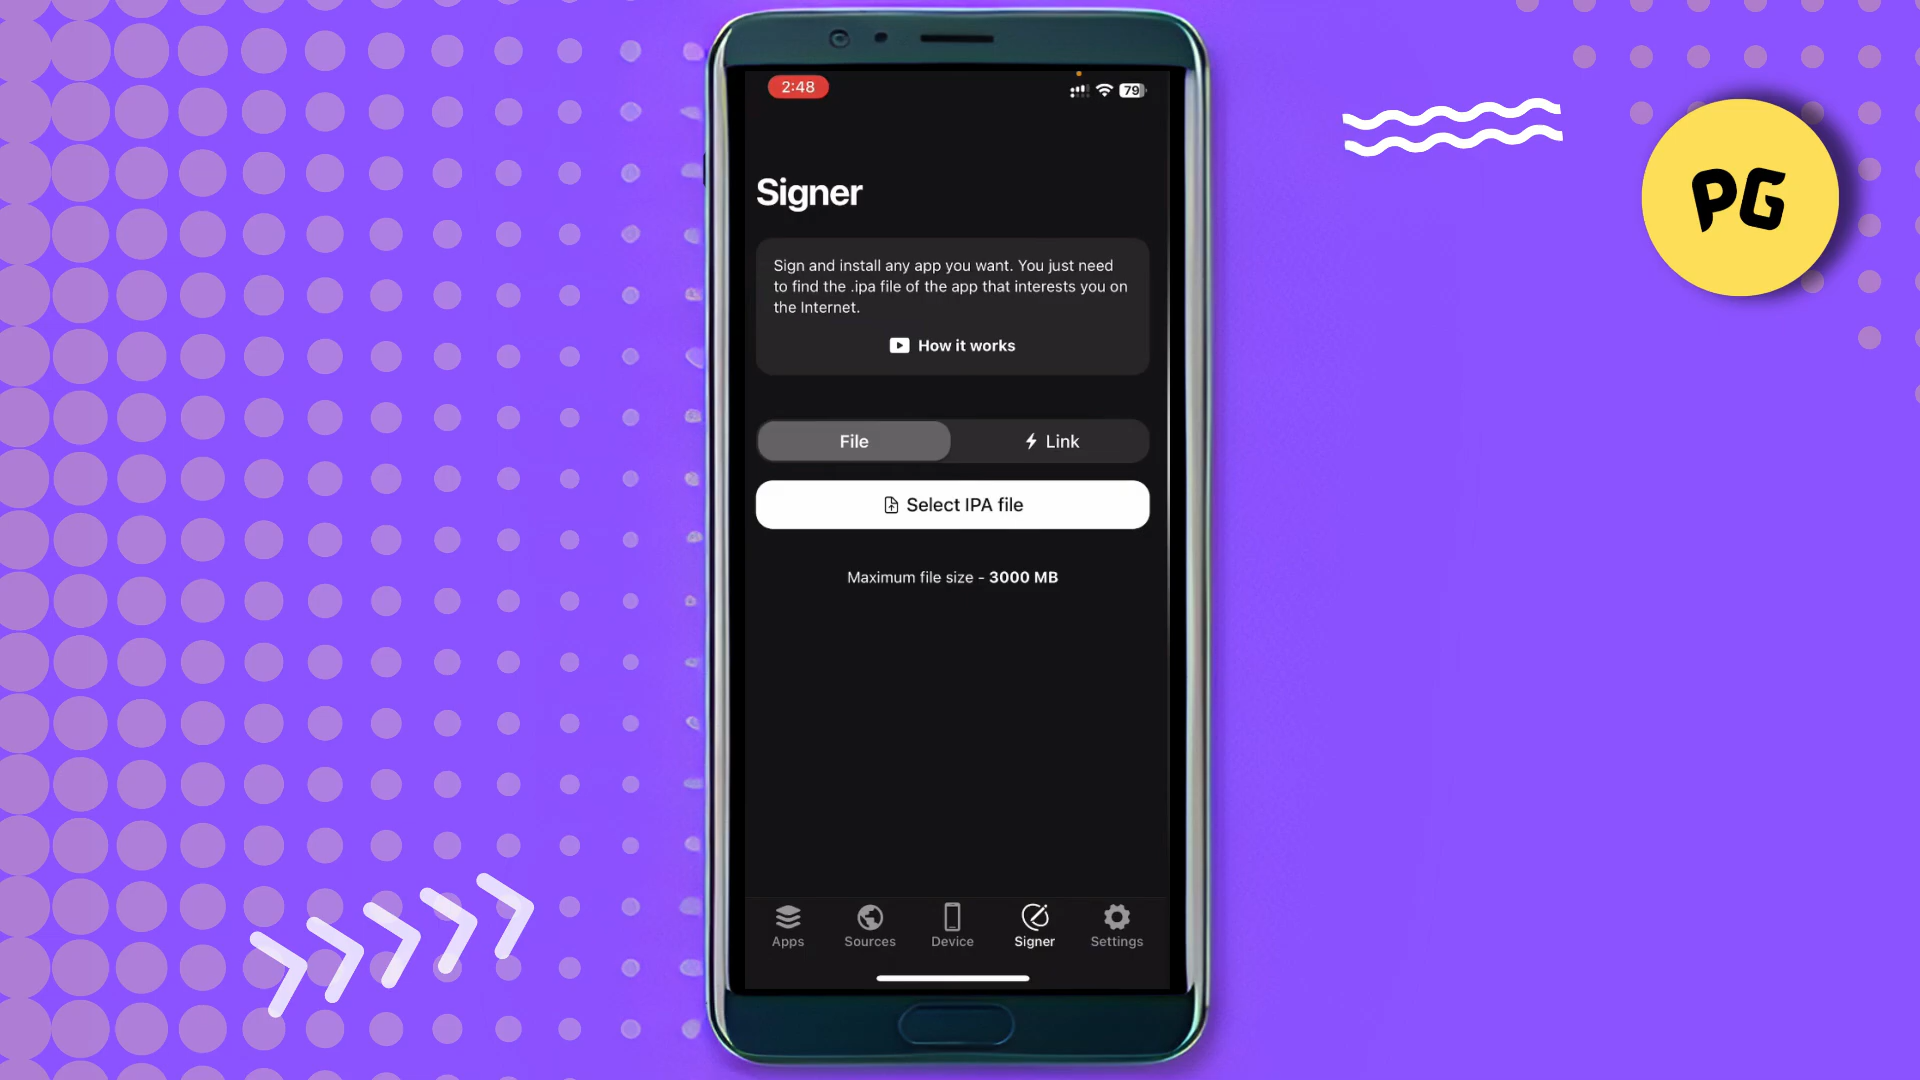 2:48
79
PG
Signer
Sign and install any app you want. You just need
to find the .ipa file of the app that interests you on
the Internet.
How it works
File
Link
Select IPA file
Maximum file size - 3000 MB
Apps
Sources
Device
Signer
Settings